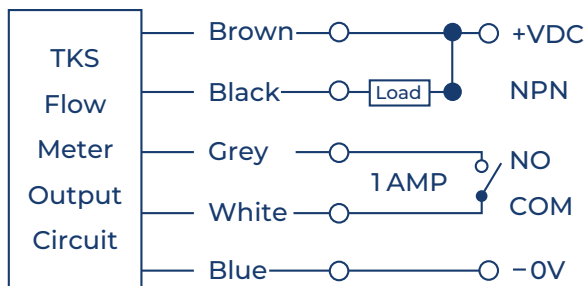 TKS
Flow
Meter
Output
Circuit
Brown +VDC
Black Load NPN
Grey NO
1 AMP
White COM
Blue −0V